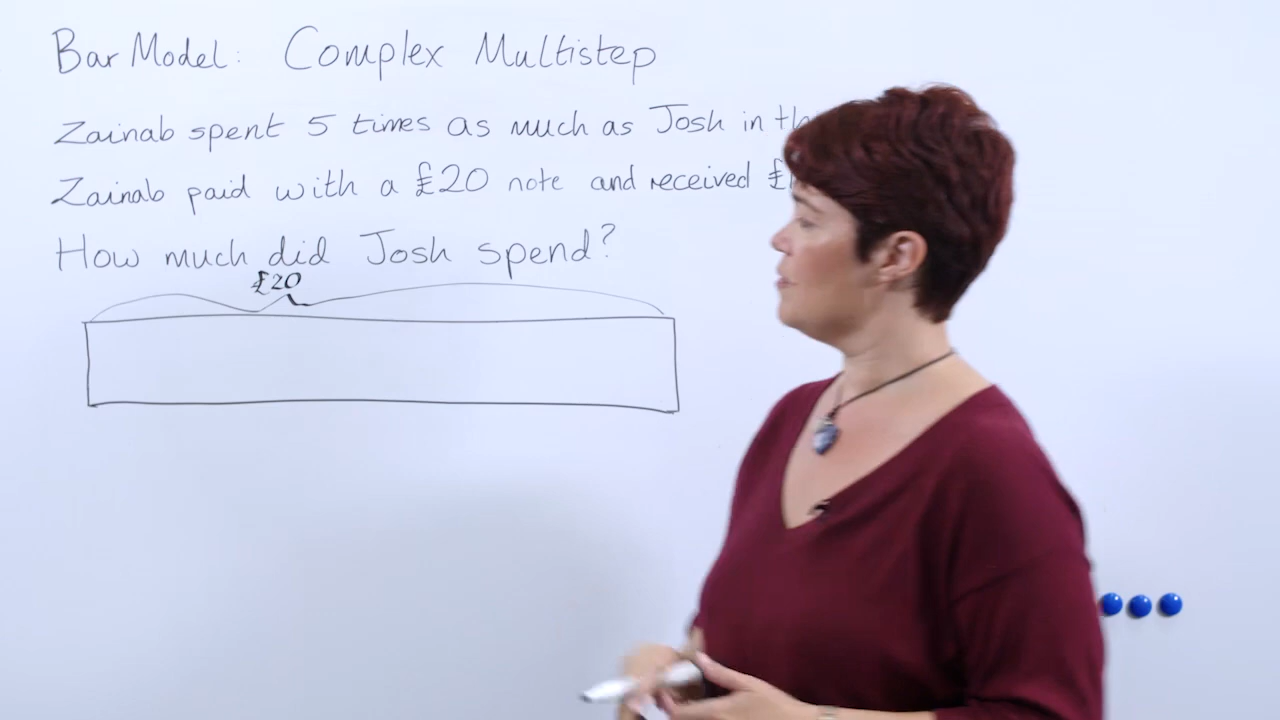 Bar Model: Complex Multistep
Zainab spent 5 times as much as Josh in
Zainab paid with a £20 note and received
How much did Josh spend?
£20